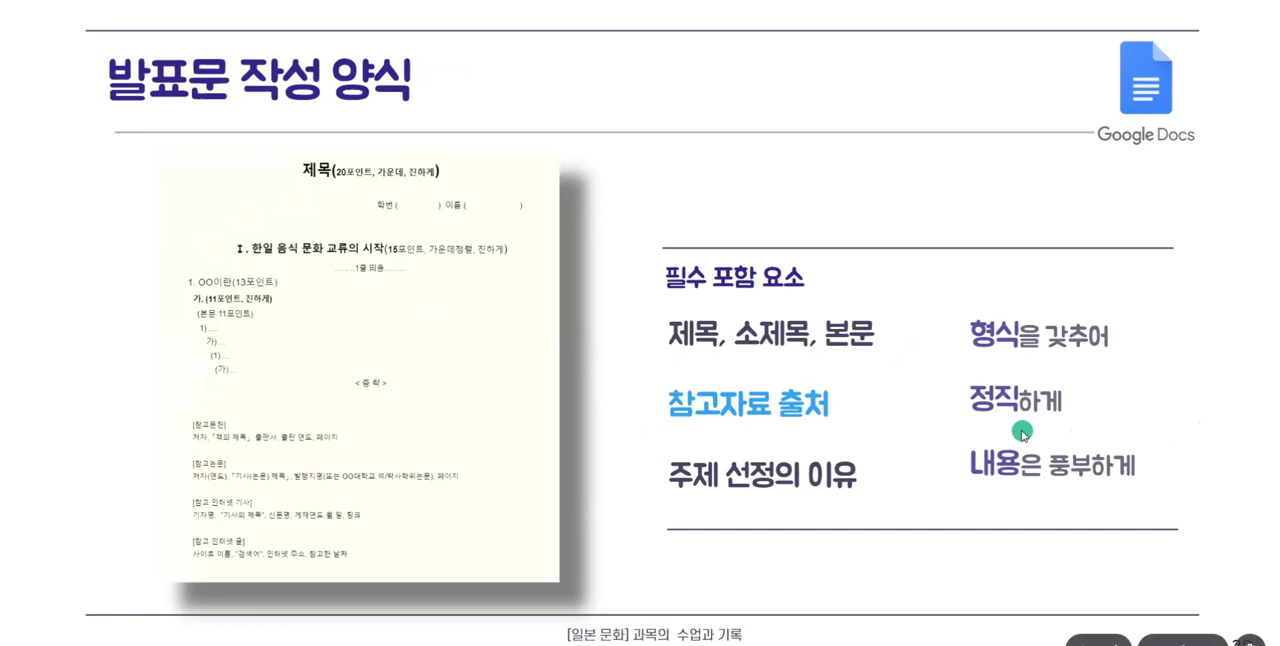 발표문 작성 양식
Google Docs
제목(20포인트, 가운데, 진하게)
학번 ( ) 이름 ( )
Ⅰ. 한일 음식 문화 교류의 시작(15포인트, 가운데정렬, 진하게)
........1줄 띄움........
1. OO이란(13포인트)
가. (11포인트, 진하게)
(본문 11포인트)
1) ....
가) ...
(1) ...
(가) ...
< 중 략 >
[참고문헌]
저자, 「책의 제목」, 출판사, 출판 연도, 페이지
[참고논문]
저자(연도), 「기사(논문) 제목」, 발행지명(또는 OO대학교 석/박사학위논문), 페이지
[참고 인터넷 기사]
기자명, "기사의 제목", 신문명, 게재연도.월.일, 링크
[참고 인터넷 글]
사이트 이름, "검색어", 인터넷 주소, 참고한 날짜
필수 포함 요소
제목, 소제목, 본문
참고자료 출처
주제 선정의 이유
형식을 갖추어
정직하게
내용은 풍부하게
[일본 문화] 과목의 수업과 기록